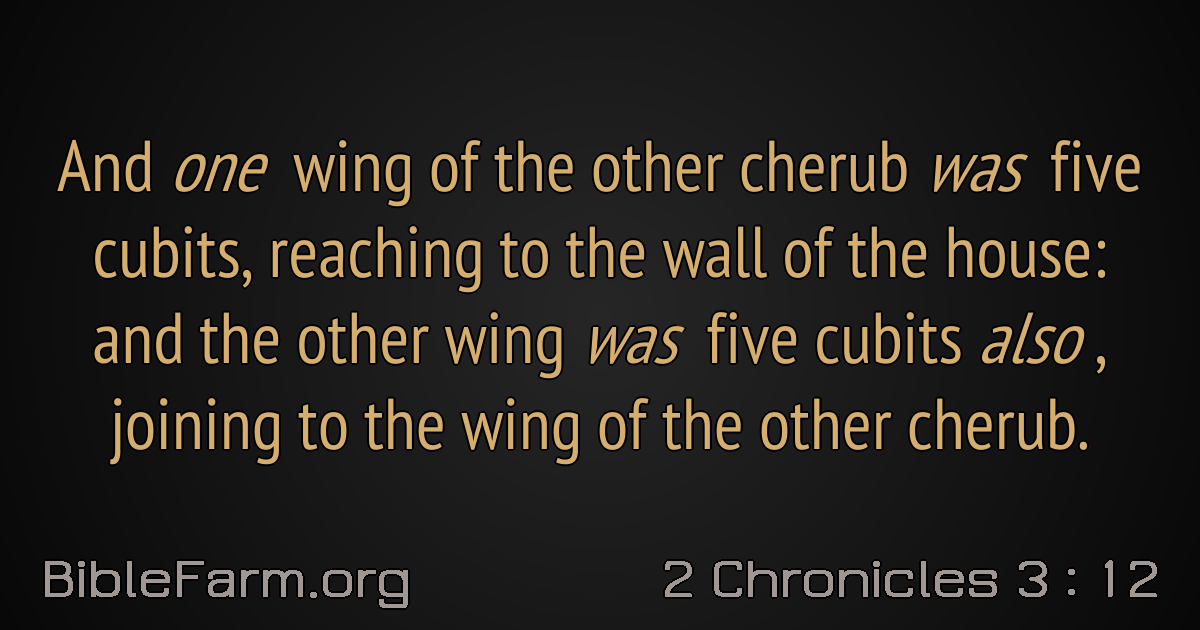 And one wing of the other cherub was five
cubits, reaching to the wall of the house:
and the other wing was five cubits also ,
joining to the wing of the other cherub.
BibleFarm.org
2 Chronicles 3 : 12